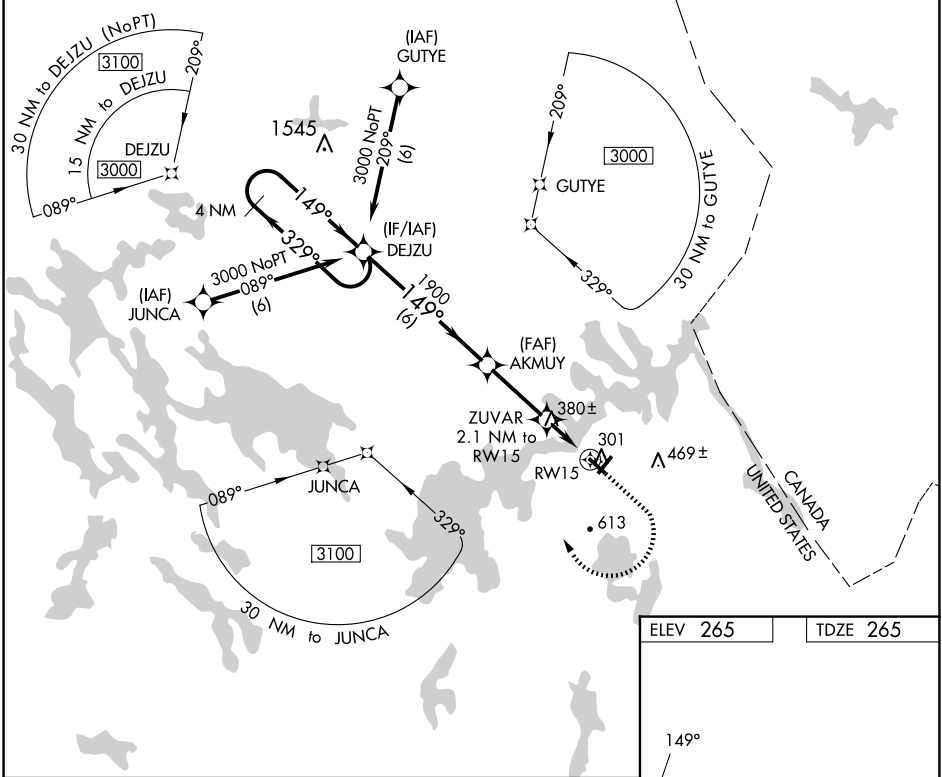 30 NM to DEJZU (NoPT)
3100
209°
15 NM to DEJZU
3000
DEJZU
089°
(IAF)
GUTYE
1545
3000 NoPT
209°
(6)
4 NM
149°
329°
(IF/IAF)
DEJZU
3000 NoPT
089°
(6)
(IAF)
JUNCA
1900
149°
(6)
(FAF)
AKMUY
ZUVAR
2.1 NM to
RW15
380±
301
RW15
469±
613
209°
3000
GUTYE
30 NM to GUTYE
329°
089°
JUNCA
329°
3100
30 NM to JUNCA
CANADA
UNITED STATES
ELEV 265
TDZE 265
149°